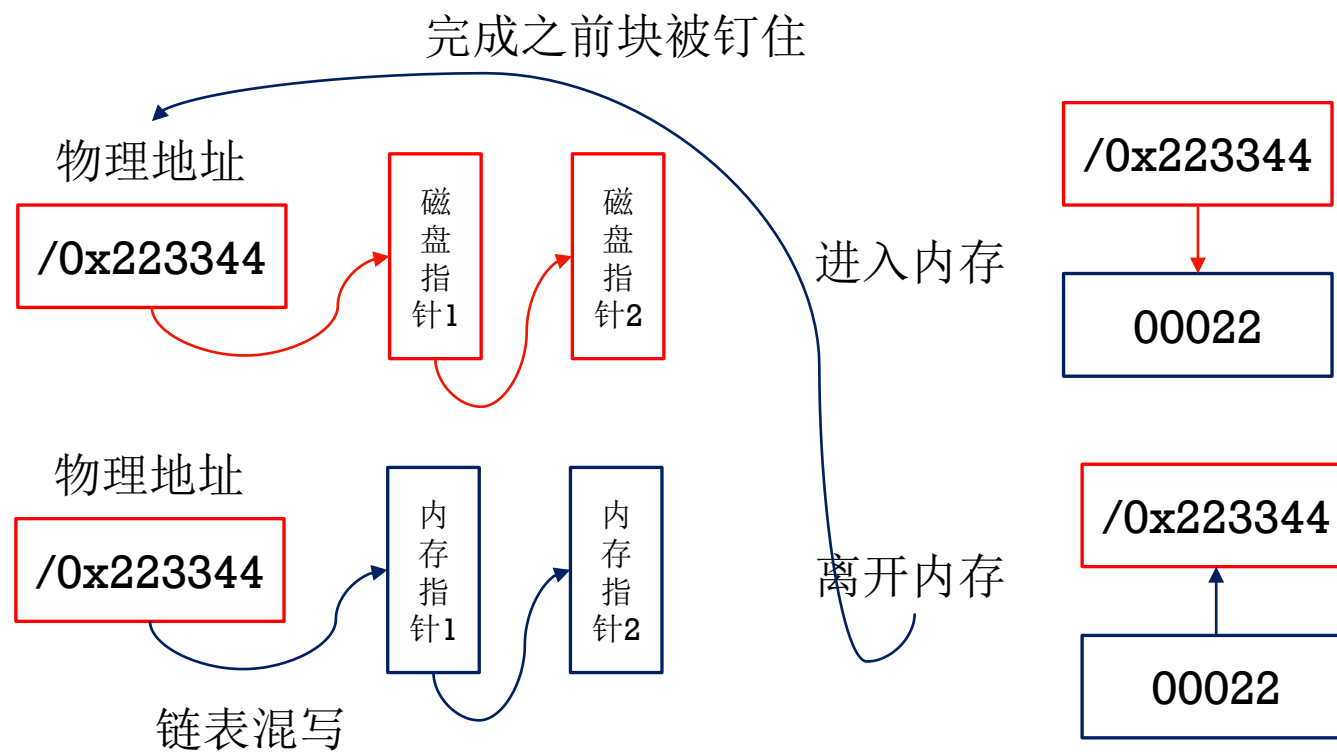 完成之前块被钉住
物理地址
/0x223344
磁盘指针1
磁盘指针2
进入内存
/0x223344
00022
物理地址
/0x223344
内存指针1
内存指针2
链表混写
离开内存
/0x223344
00022